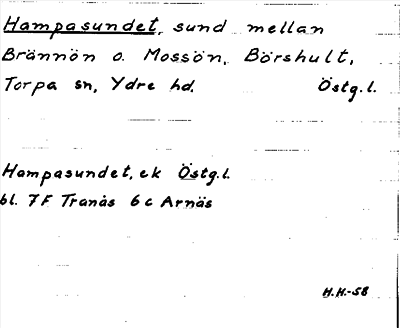 Hampasundet, sund mellan
Brännön o. Mossön, Börshult,
Torpa sn, Ydre hd. Östg.l.
Hampasundet, ek Östg.l.
bl. 7F Tranås 6c Arnäs
H.H.-58